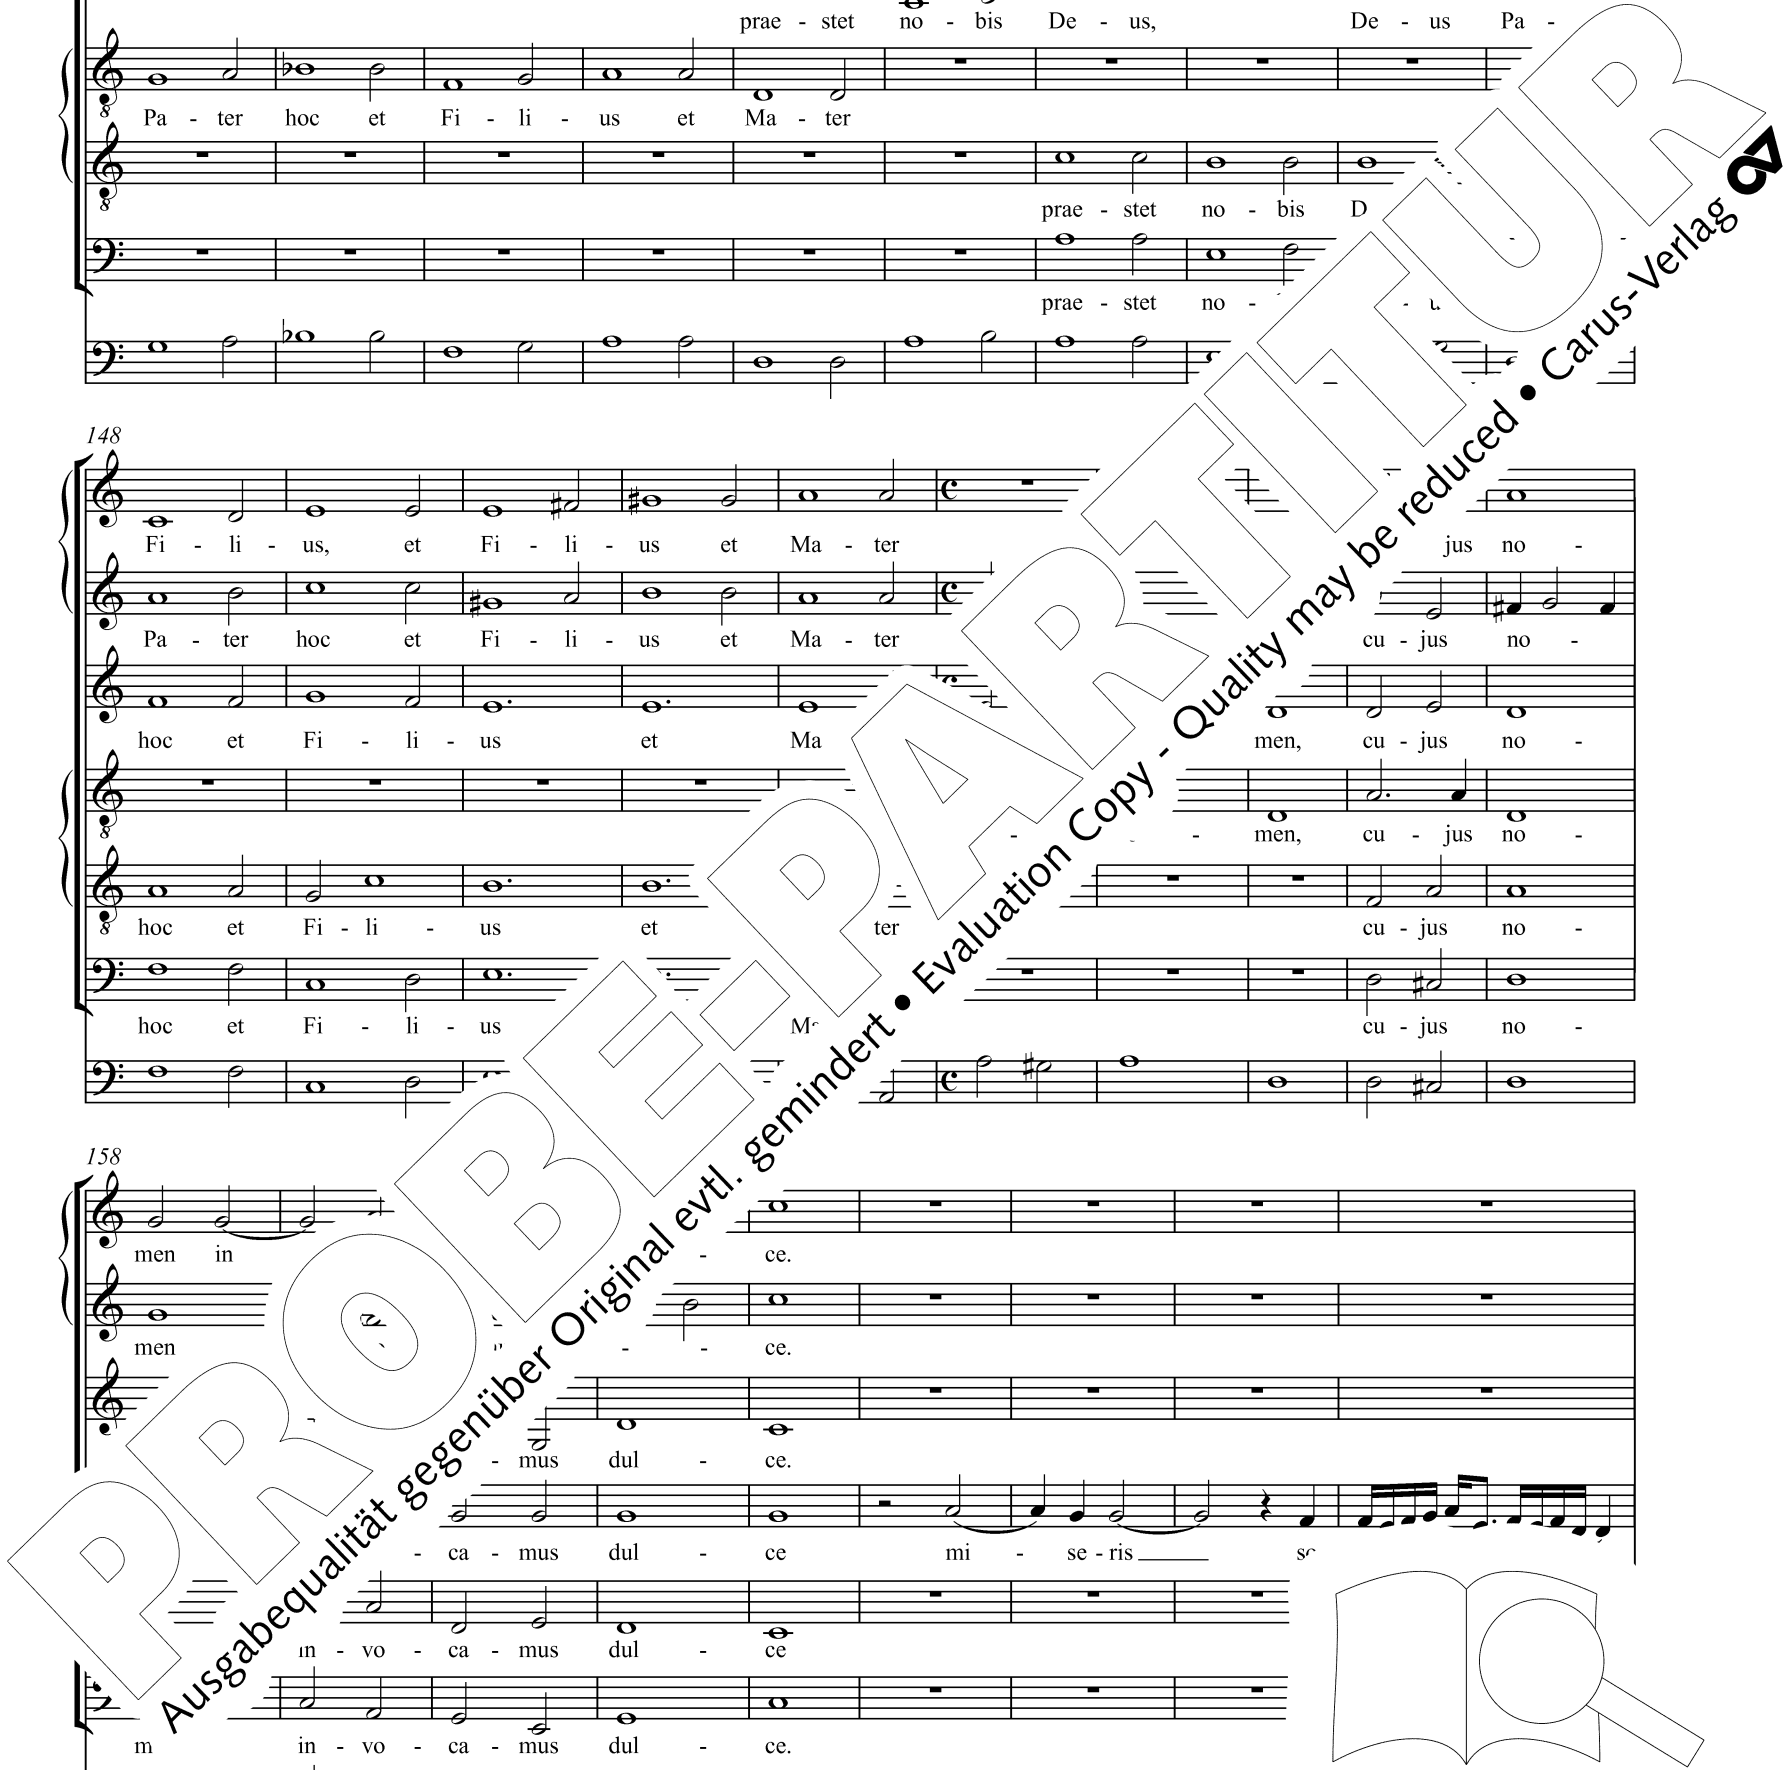 prae - stet no - bis De - us, De - us Pa -
Pa - ter hoc et Fi - li - us et Ma - ter
prae - stet no - bis D
prae - stet no -
148
Fi - li - us, et Fi - li - us et Ma - ter jus no -
Pa - ter hoc et Fi - li - us et Ma - ter cu - jus no -
hoc et Fi - li - us et Ma men, cu - jus no -
- - men, cu - jus no -
hoc et Fi - li - us et ter cu - jus no -
hoc et Fi - li - us cu - jus no -
158
men in - ce.
men - - ce.
- mus dul - ce.
- ca - mus dul - ce mi - se - ris
in - vo - ca - mus dul - ce
m in - vo - ca - mus dul - ce.
PROBE-PARTITUR
Ausgabequalität gegenüber Original evtl. gemindert • Evaluation Copy - Quality may be reduced • Carus-Verlag